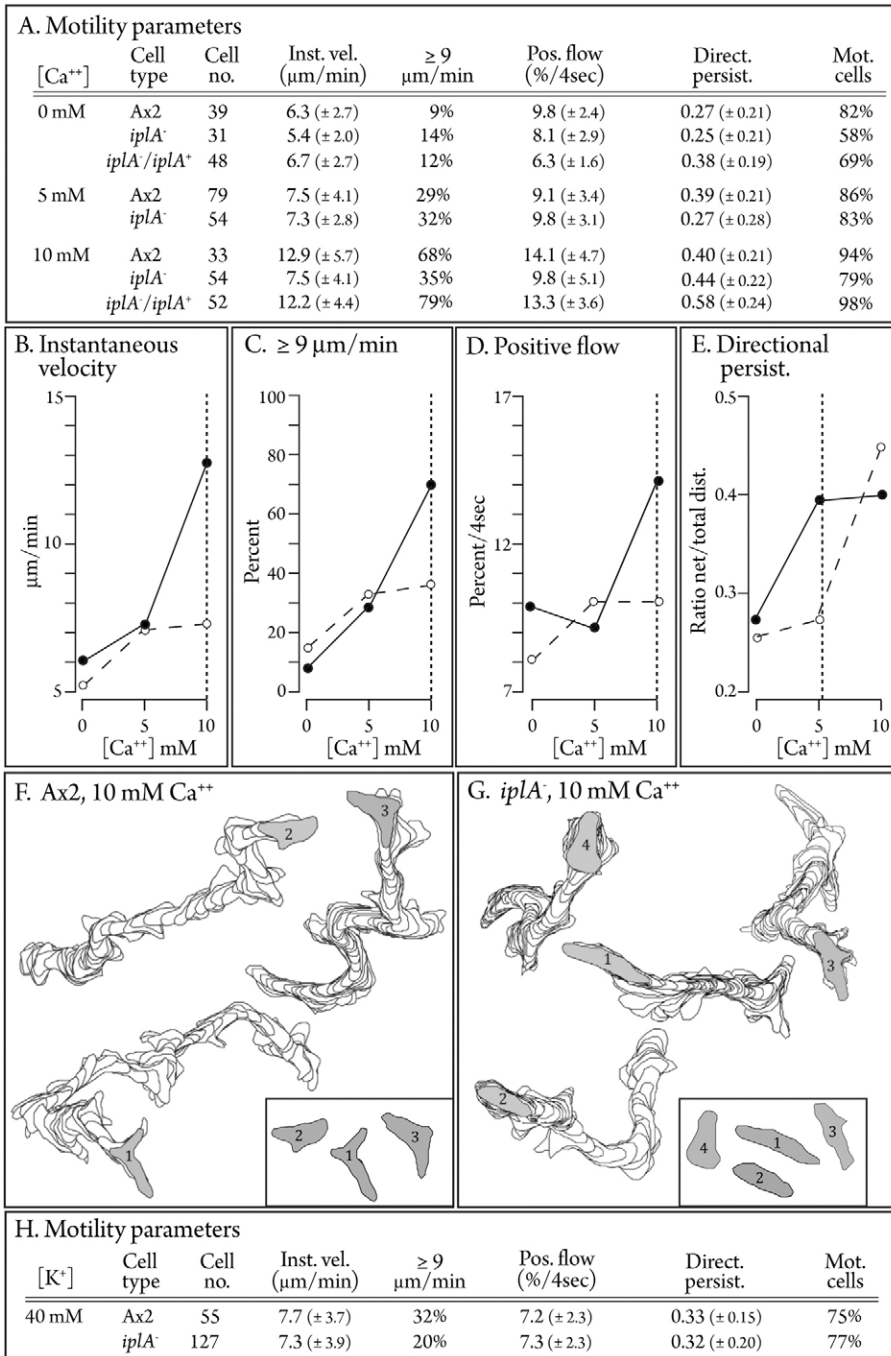 A. Motility parameters
[Ca⁺⁺] Cell type Cell no. Inst. vel. (μm/min) ≥ 9 μm/min Pos. flow (%/4sec) Direct. persist. Mot. cells
0 mM Ax2 39 6.3 (± 2.7) 9% 9.8 (± 2.4) 0.27 (± 0.21) 82%
iplA⁻ 31 5.4 (± 2.0) 14% 8.1 (± 2.9) 0.25 (± 0.21) 58%
iplA⁻/iplA⁺ 48 6.7 (± 2.7) 12% 6.3 (± 1.6) 0.38 (± 0.19) 69%
5 mM Ax2 79 7.5 (± 4.1) 29% 9.1 (± 3.4) 0.39 (± 0.21) 86%
iplA⁻ 54 7.3 (± 2.8) 32% 9.8 (± 3.1) 0.27 (± 0.28) 83%
10 mM Ax2 33 12.9 (± 5.7) 68% 14.1 (± 4.7) 0.40 (± 0.21) 94%
iplA⁻ 54 7.5 (± 4.1) 35% 9.8 (± 5.1) 0.44 (± 0.22) 79%
iplA⁻/iplA⁺ 52 12.2 (± 4.4) 79% 13.3 (± 3.6) 0.58 (± 0.24) 98%
B. Instantaneous
velocity
15
10
5
μm/min
0 5 10
[Ca⁺⁺] mM
C. ≥ 9 μm/min
100
80
60
40
20
0
Percent
0 5 10
[Ca⁺⁺] mM
D. Positive flow
17
12
7
Percent/4sec
0 5 10
[Ca⁺⁺] mM
E. Directional
persist.
0.4
0.3
0.2
Ratio net/total dist.
0 5 10
[Ca⁺⁺] mM
F. Ax2, 10 mM Ca⁺⁺
2
3
1
2
1
3
G. iplA⁻, 10 mM Ca⁺⁺
4
1
3
2
4
1
3
2
H. Motility parameters
[K⁺] Cell type Cell no. Inst. vel. (μm/min) ≥ 9 μm/min Pos. flow (%/4sec) Direct. persist. Mot. cells
40 mM Ax2 55 7.7 (± 3.7) 32% 7.2 (± 2.3) 0.33 (± 0.15) 75%
iplA⁻ 127 7.3 (± 3.9) 20% 7.3 (± 2.3) 0.32 (± 0.20) 77%